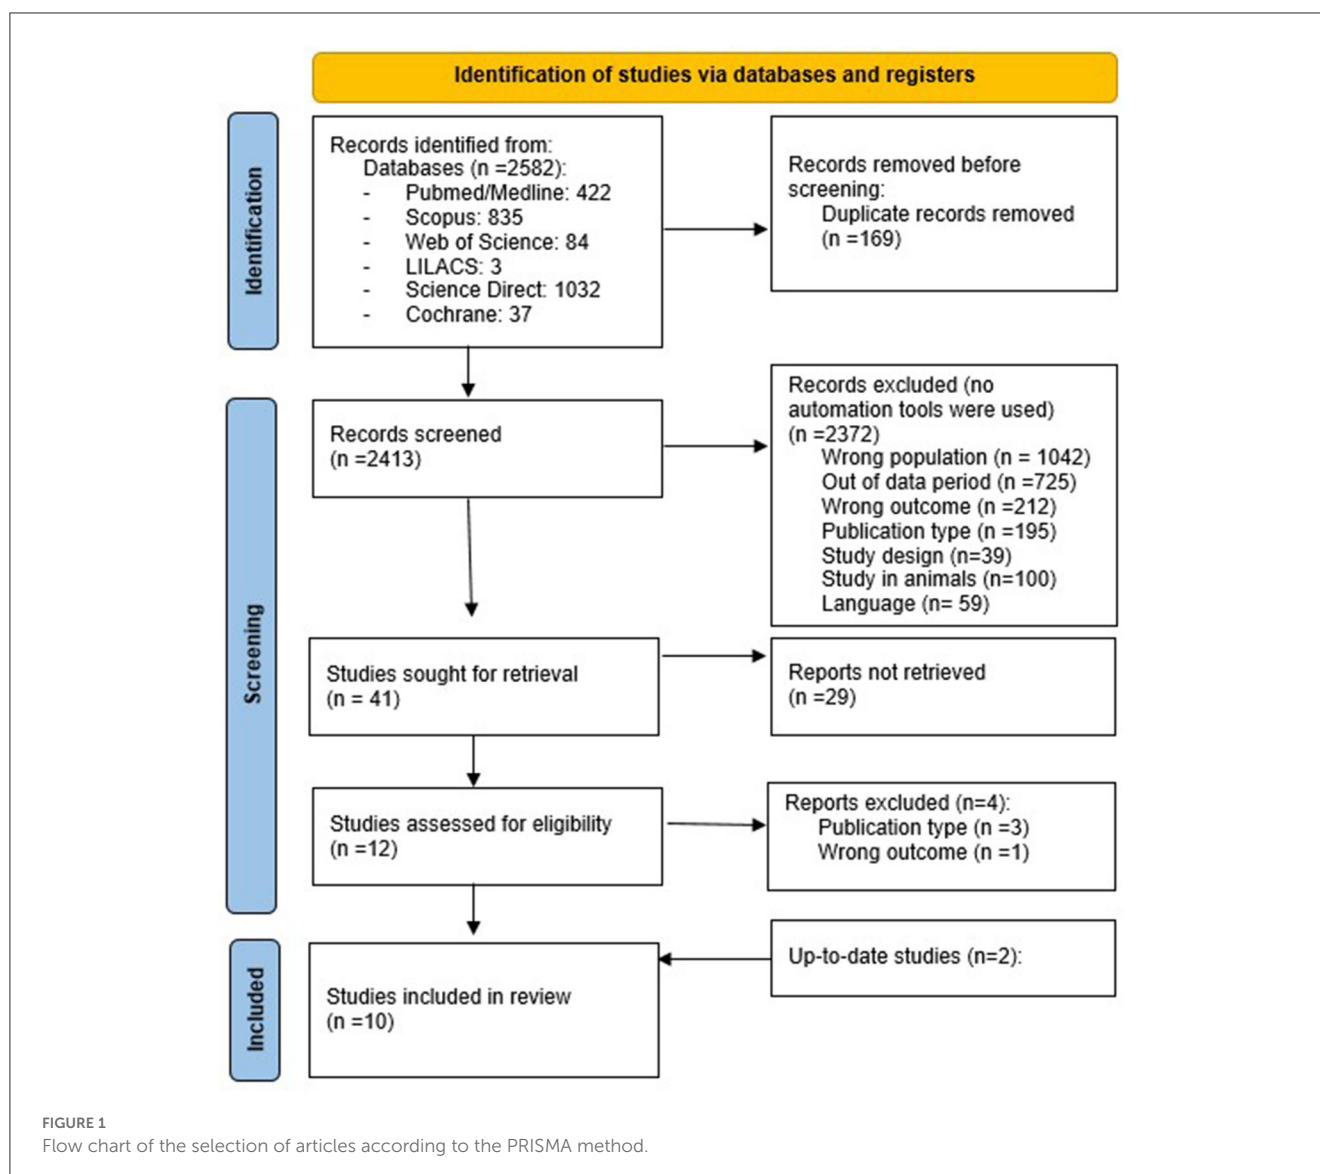 Identification of studies via databases and registers
Identification
Records identified from:
Databases (n =2582):
- Pubmed/Medline: 422
- Scopus: 835
- Web of Science: 84
- LILACS: 3
- Science Direct: 1032
- Cochrane: 37
Records removed before
screening:
Duplicate records removed
(n =169)
Screening
Records screened
(n =2413)
Records excluded (no
automation tools were used)
(n =2372)
Wrong population (n = 1042)
Out of data period (n =725)
Wrong outcome (n =212)
Publication type (n =195)
Study design (n=39)
Study in animals (n=100)
Language (n= 59)
Studies sought for retrieval
(n = 41)
Reports not retrieved
(n =29)
Studies assessed for eligibility
(n =12)
Reports excluded (n=4):
Publication type (n =3)
Wrong outcome (n =1)
Included
Studies included in review
(n =10)
Up-to-date studies (n=2):
FIGURE 1
Flow chart of the selection of articles according to the PRISMA method.